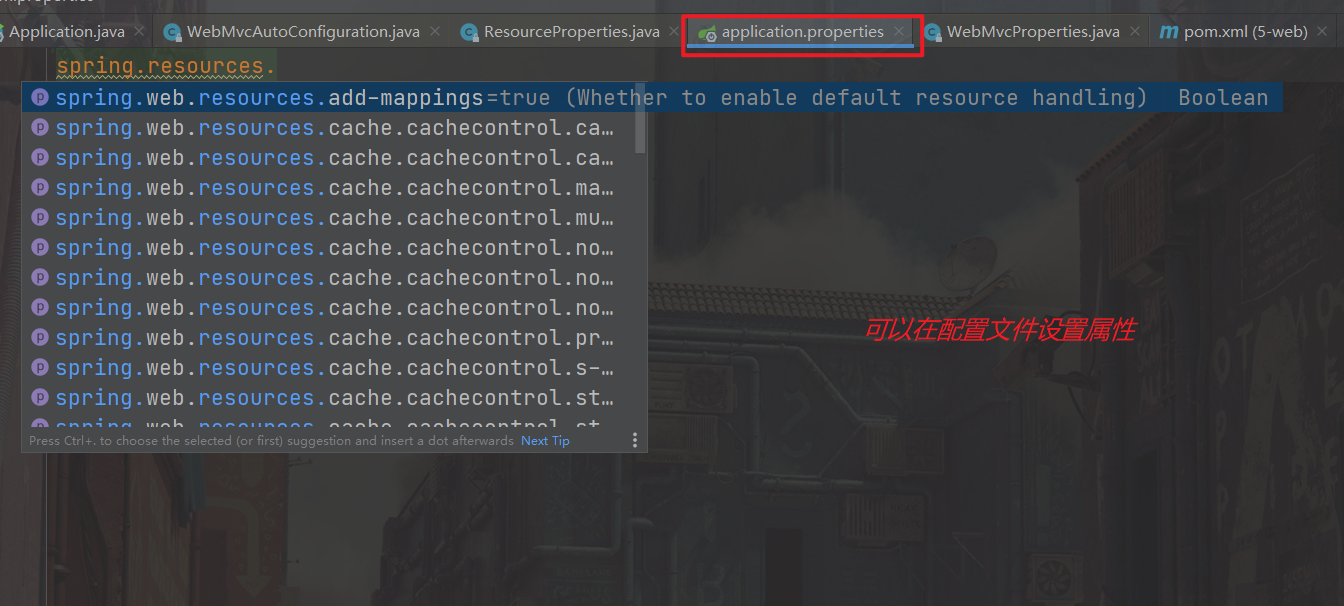 Application.java
WebMvcAutoConfiguration.java
ResourceProperties.java
application.properties
WebMvcProperties.java
pom.xml (5-web)
spring.resources.
spring.web.resources.add-mappings=true (Whether to enable default resource handling) Boolean
spring.web.resources.cache.cachecontrol.ca…
spring.web.resources.cache.cachecontrol.ca…
spring.web.resources.cache.cachecontrol.ma…
spring.web.resources.cache.cachecontrol.mu…
spring.web.resources.cache.cachecontrol.no…
spring.web.resources.cache.cachecontrol.no…
spring.web.resources.cache.cachecontrol.no…
spring.web.resources.cache.cachecontrol.pr…
spring.web.resources.cache.cachecontrol.s-…
spring.web.resources.cache.cachecontrol.st…
spring.web.resources.cache.cachecontrol.st…
Press Ctrl+. to choose the selected (or first) suggestion and insert a dot afterwards Next Tip
可以在配置文件设置属性